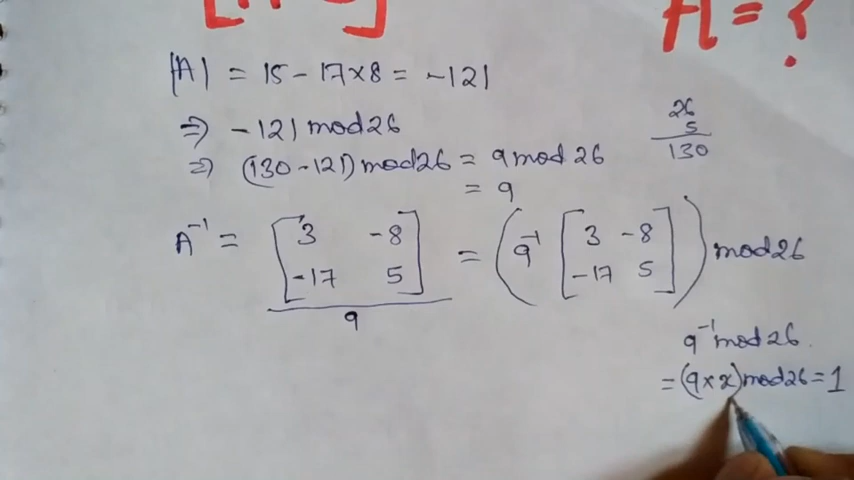 A = ?
|A| = 15 - 17 x 8 = -121
⇒ -121 mod 26
26
5
130
⇒ (130 - 121) mod 26 = 9 mod 26
= 9
A⁻¹ = [3 -8 -17 5] / 9 = (9⁻¹ [3 -8 -17 5]) mod 26
9⁻¹ mod 26.
= (9 x x) mod 26 = 1